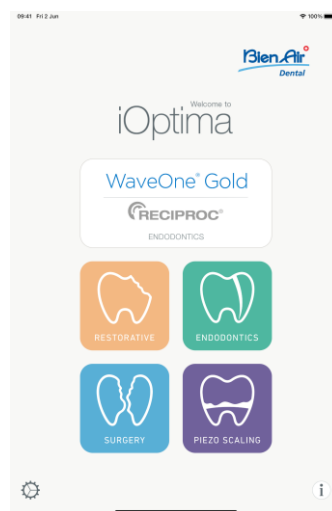 09:41 Fri 2 Jun
100%
Bien Air
Dental
Welcome to
iOptima
WaveOne® Gold
RECIPROC®
ENDODONTICS
RESTORATIVE
ENDODONTICS
SURGERY
PIEZO SCALING
i